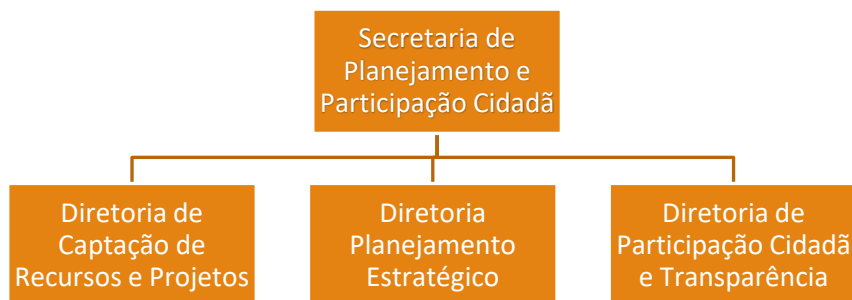 Secretaria de
Planejamento e
Participação Cidadã
Diretoria de
Captação de
Recursos e Projetos
Diretoria
Planejamento
Estratégico
Diretoria de
Participação Cidadã
e Transparência